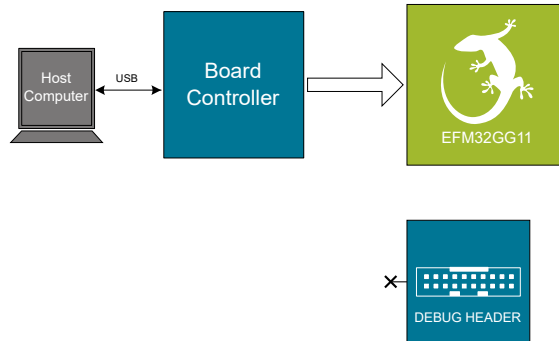 Host
Computer
USB
Board
Controller
EFM32GG11
DEBUG HEADER